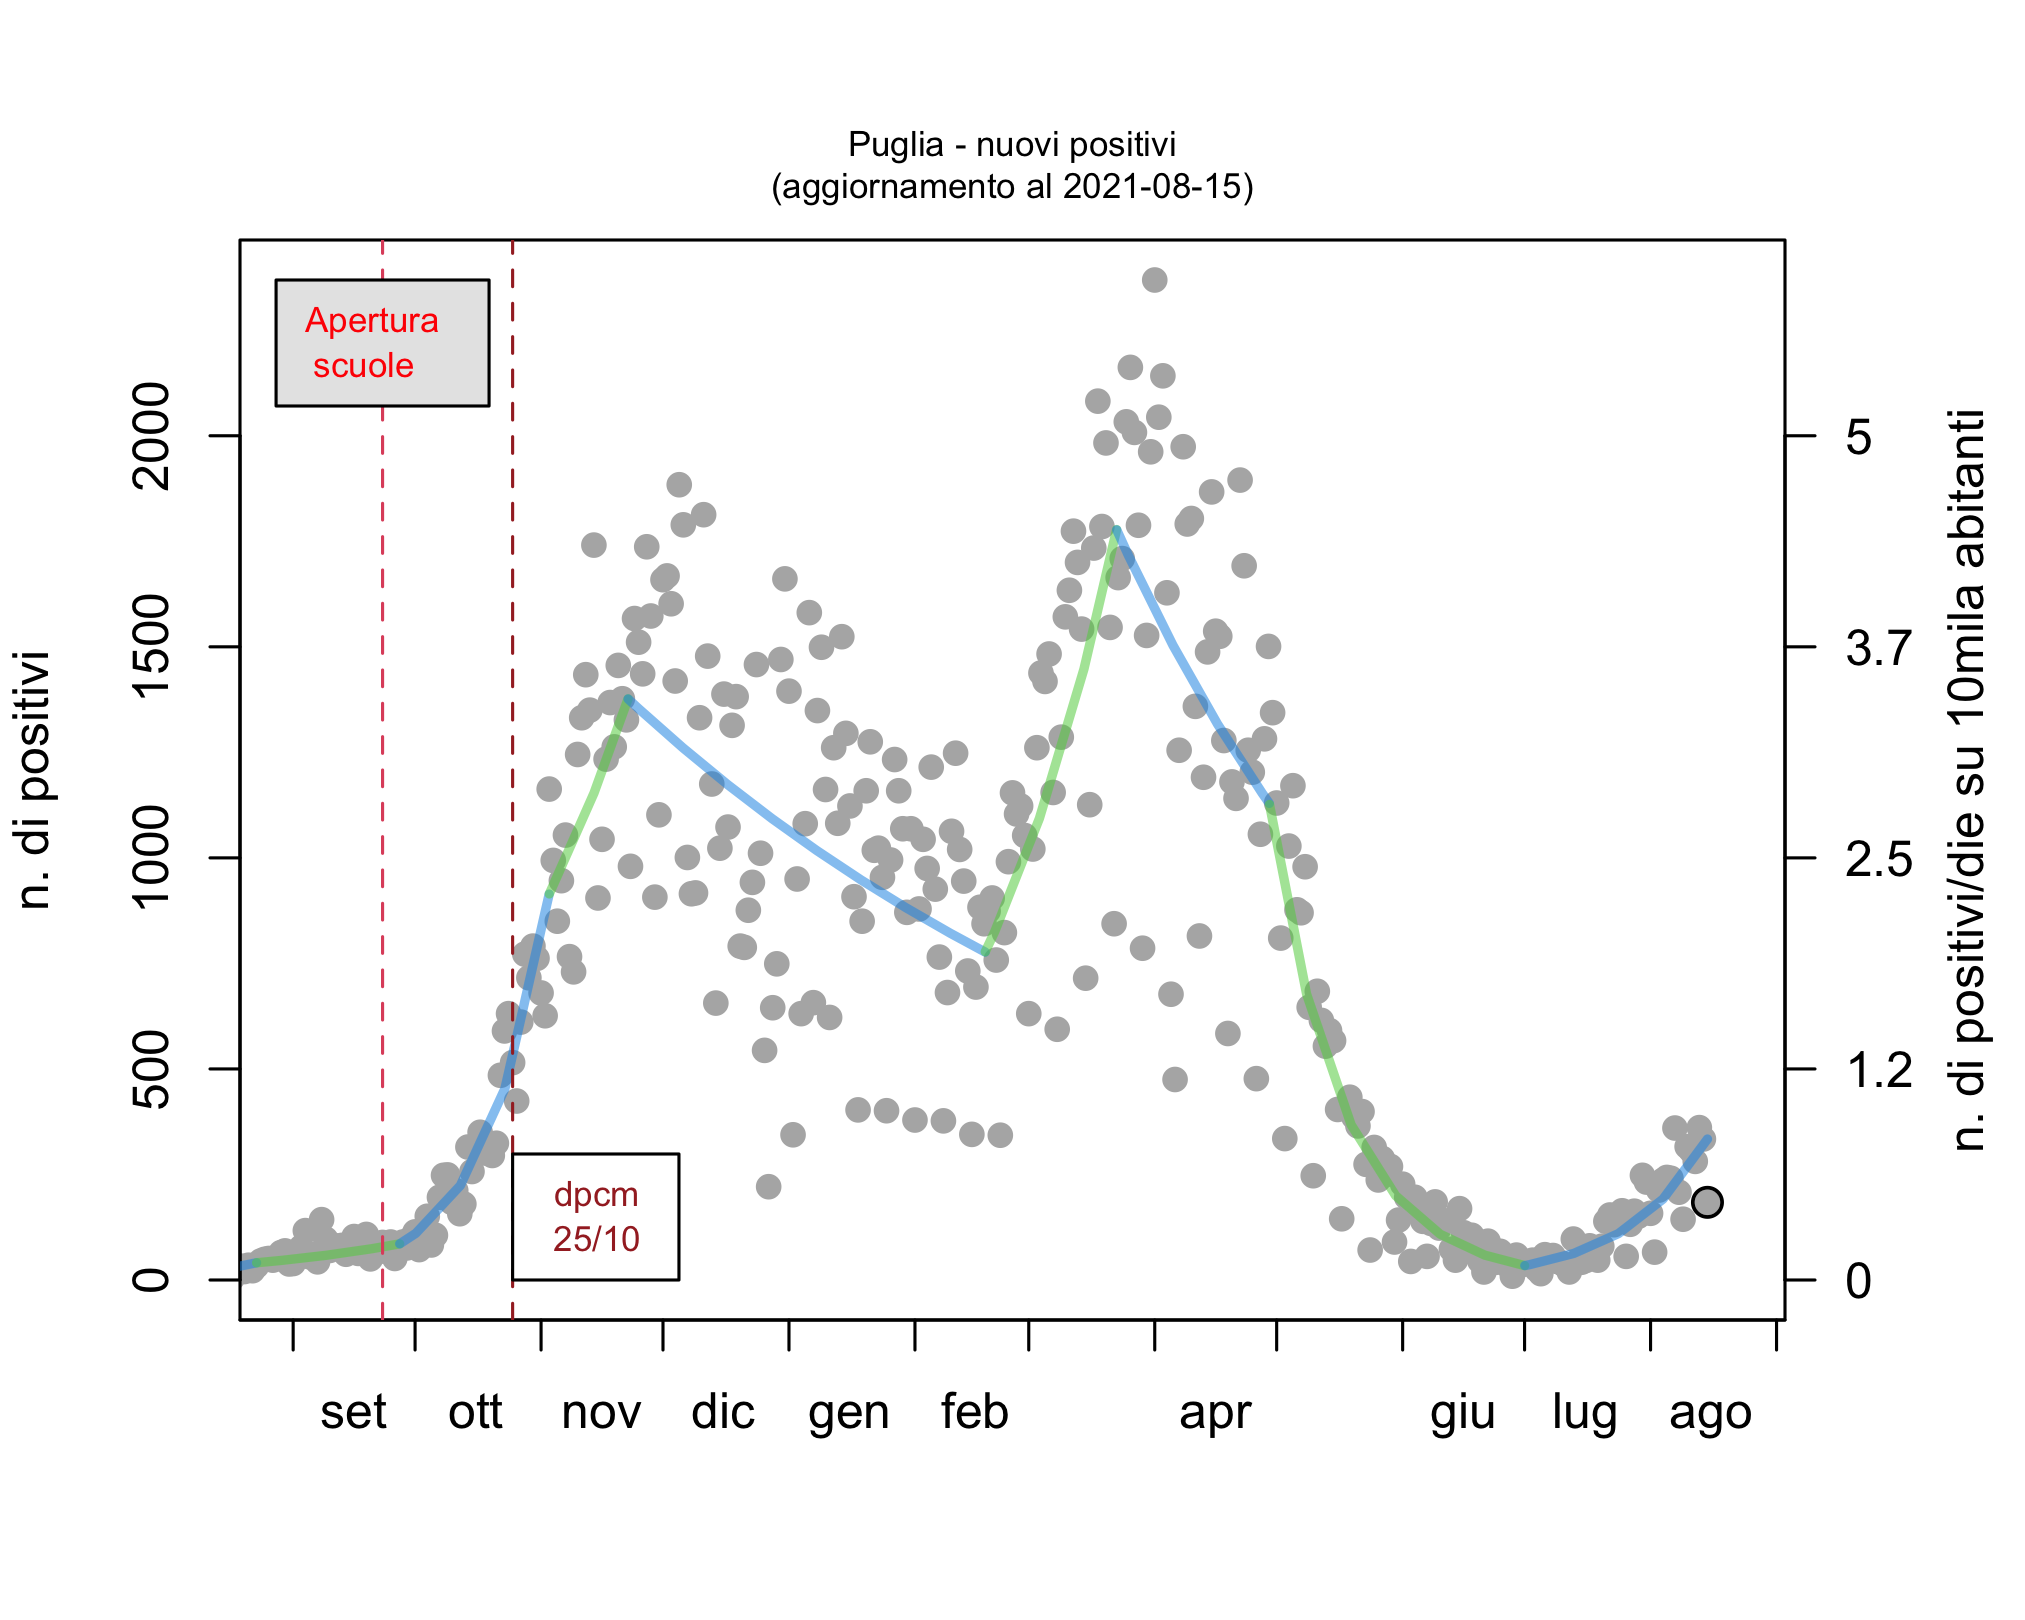 Puglia - nuovi positivi
(aggiornamento al 2021-08-15)
Apertura
scuole
dpcm
25/10
n. di positivi
0
500
1000
1500
2000
n. di positivi/die su 10mila abitanti
0
1.2
2.5
3.7
5
set ott nov dic gen feb apr giu lug ago